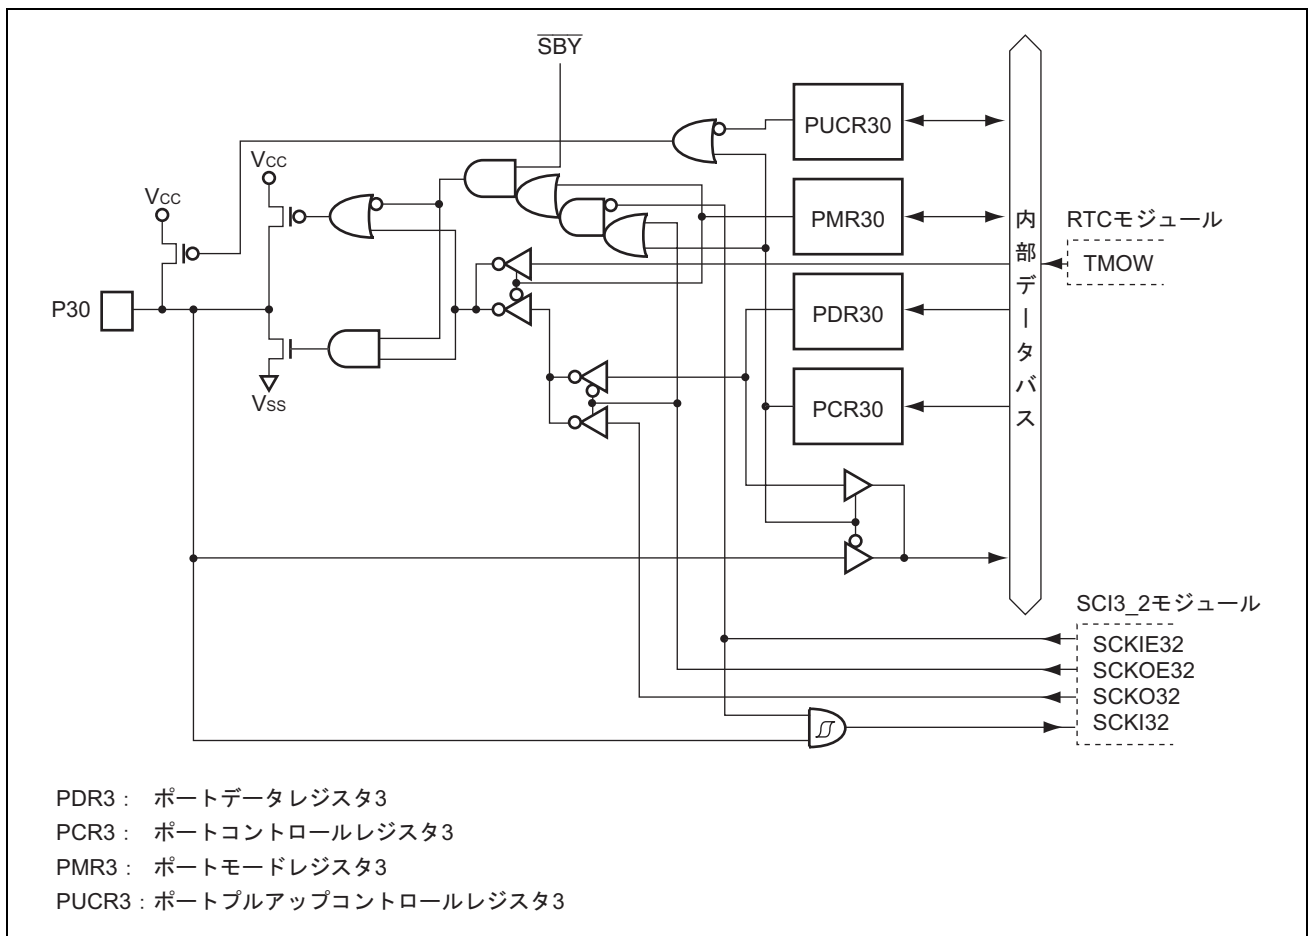 SBY
PUCR30
VCC
VCC
PMR30
RTCモジュール
TMOW
内部データバス
P30
PDR30
VSS
PCR30
SCI3_2モジュール
SCKIE32
SCKOE32
SCKO32
SCKI32
PDR3： ポートデータレジスタ3
PCR3： ポートコントロールレジスタ3
PMR3： ポートモードレジスタ3
PUCR3：ポートプルアップコントロールレジスタ3